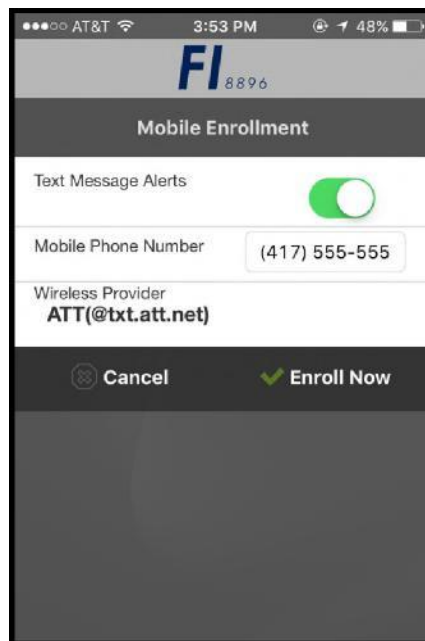 AT&T 3:53 PM 48%
FI 8896
Mobile Enrollment
Text Message Alerts
Mobile Phone Number (417) 555-555
Wireless Provider
ATT(@txt.att.net)
Cancel Enroll Now